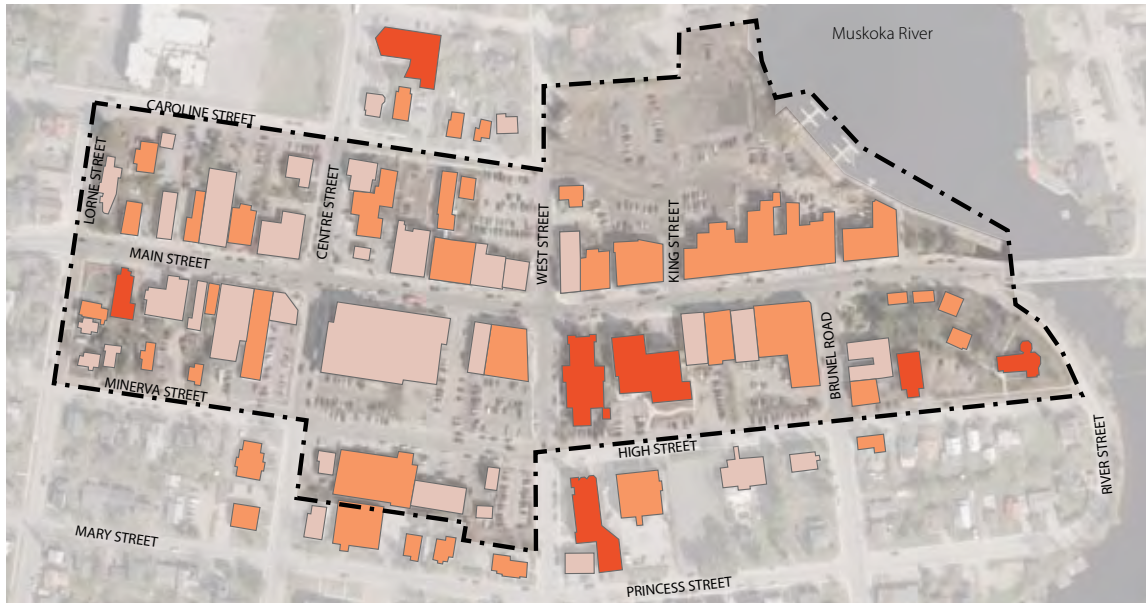 Muskoka River
CAROLINE STREET
LORNE STREET
CENTRE STREET
WEST STREET
KING STREET
MAIN STREET
BRUNEL ROAD
MINERVA STREET
HIGH STREET
RIVER STREET
MARY STREET
PRINCESS STREET